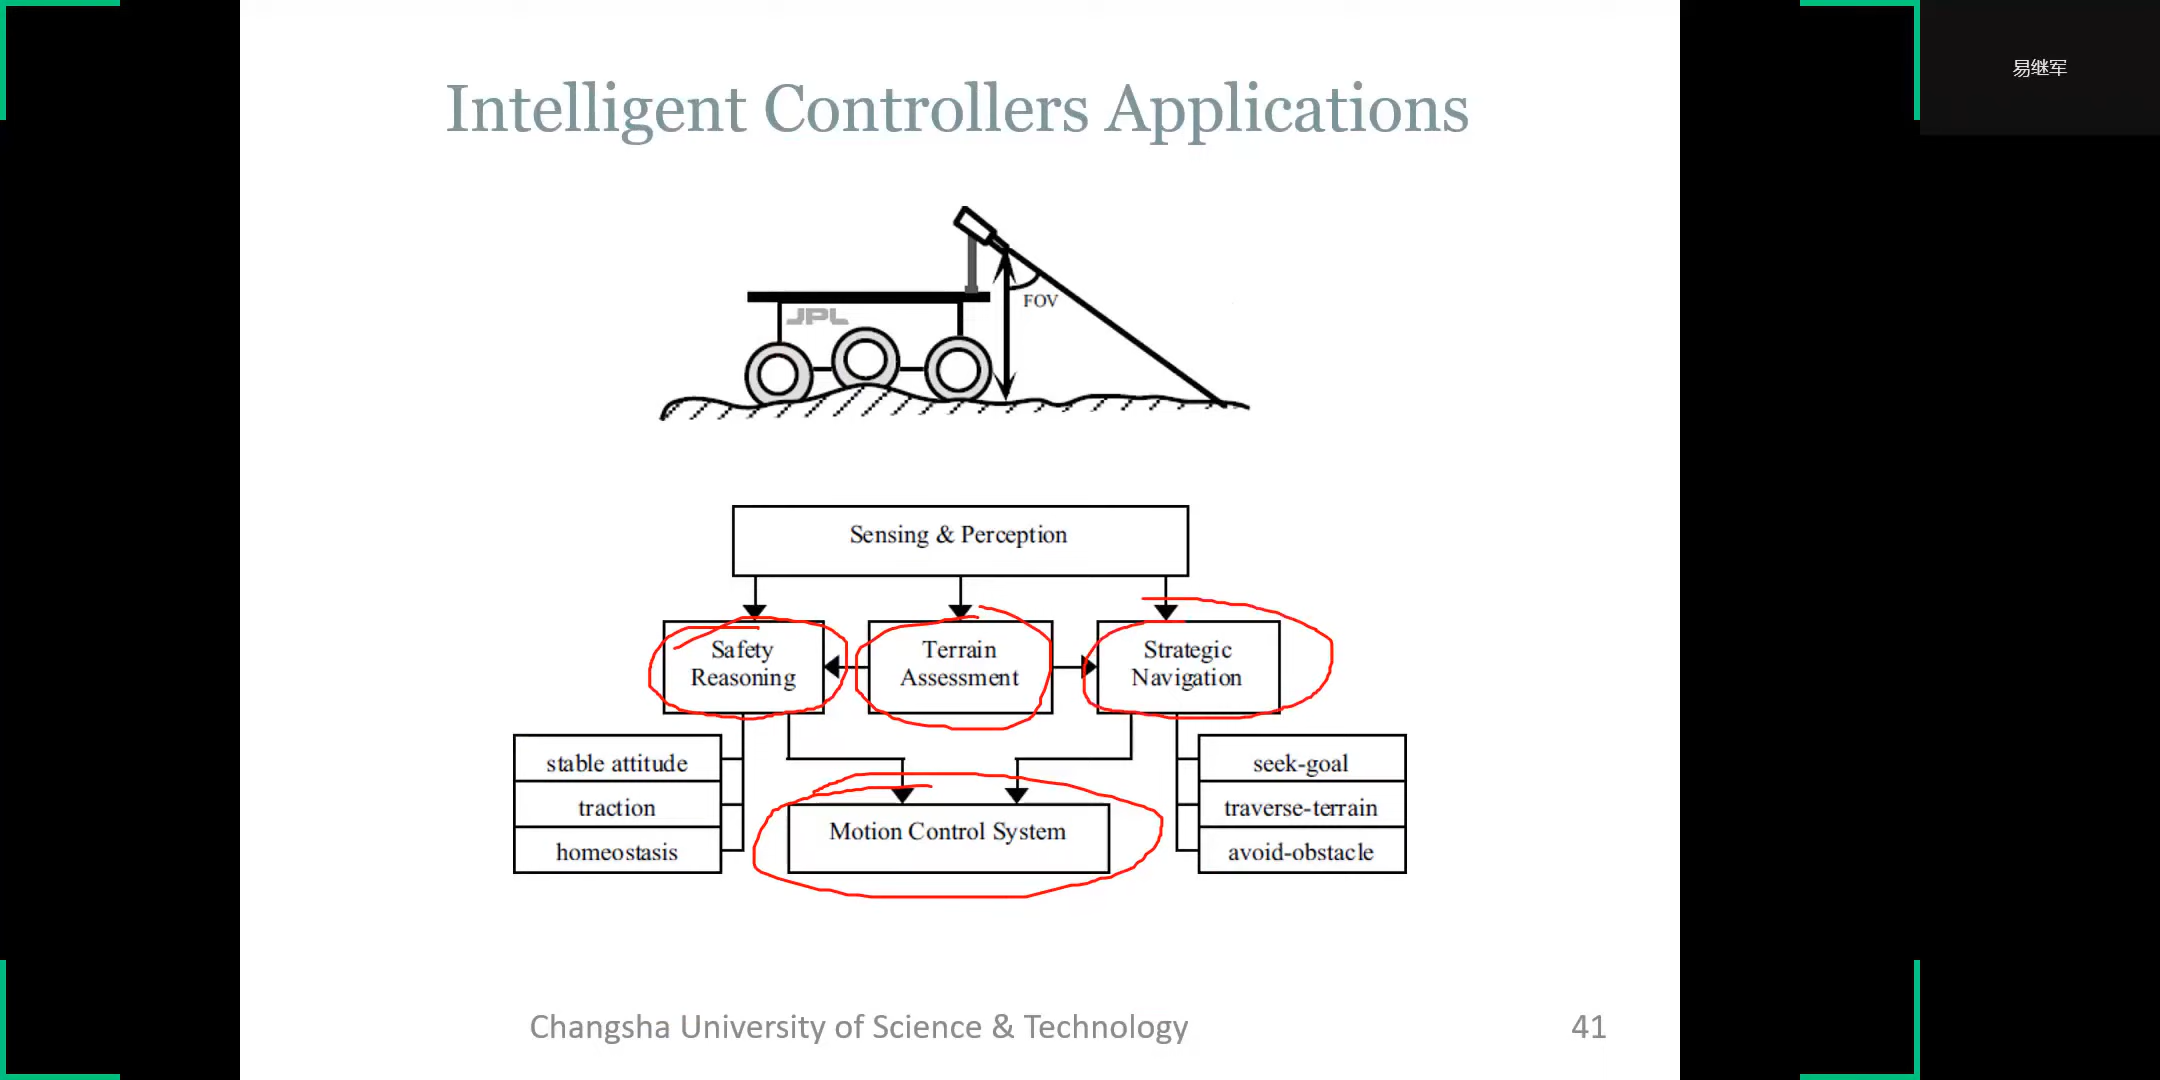 易继军
Intelligent Controllers Applications
FOV
JPL
Sensing & Perception
Safety
Reasoning
Terrain
Assessment
Strategic
Navigation
stable attitude
traction
homeostasis
Motion Control System
seek-goal
traverse-terrain
avoid-obstacle
Changsha University of Science & Technology
41